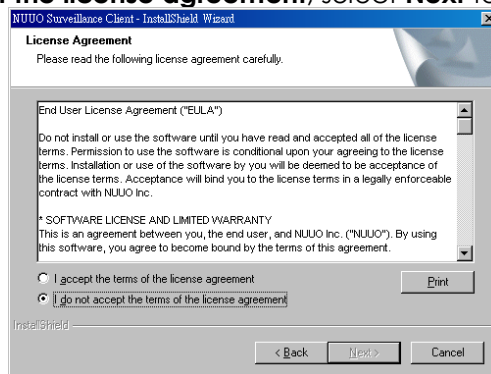 the license agreement, select Next
NUUO Surveillance Client - InstallShield Wizard
License Agreement
Please read the following license agreement carefully.
End User License Agreement ("EULA")
Do not install or use the software until you have read and accepted all of the license
terms. Permission to use the software is conditional upon your agreeing to the license
terms. Installation or use of the software by you will be deemed to be acceptance of
the license terms. Acceptance will bind you to the license terms in a legally enforceable
contract with NUUO Inc.
* SOFTWARE LICENSE AND LIMITED WARRANTY
This is an agreement between you, the end user, and NUUO Inc. ("NUUO"). By using
this software, you agree to become bound by the terms of this agreement.
I accept the terms of the license agreement
Print
I do not accept the terms of the license agreement
InstallShield
< Back Next > Cancel